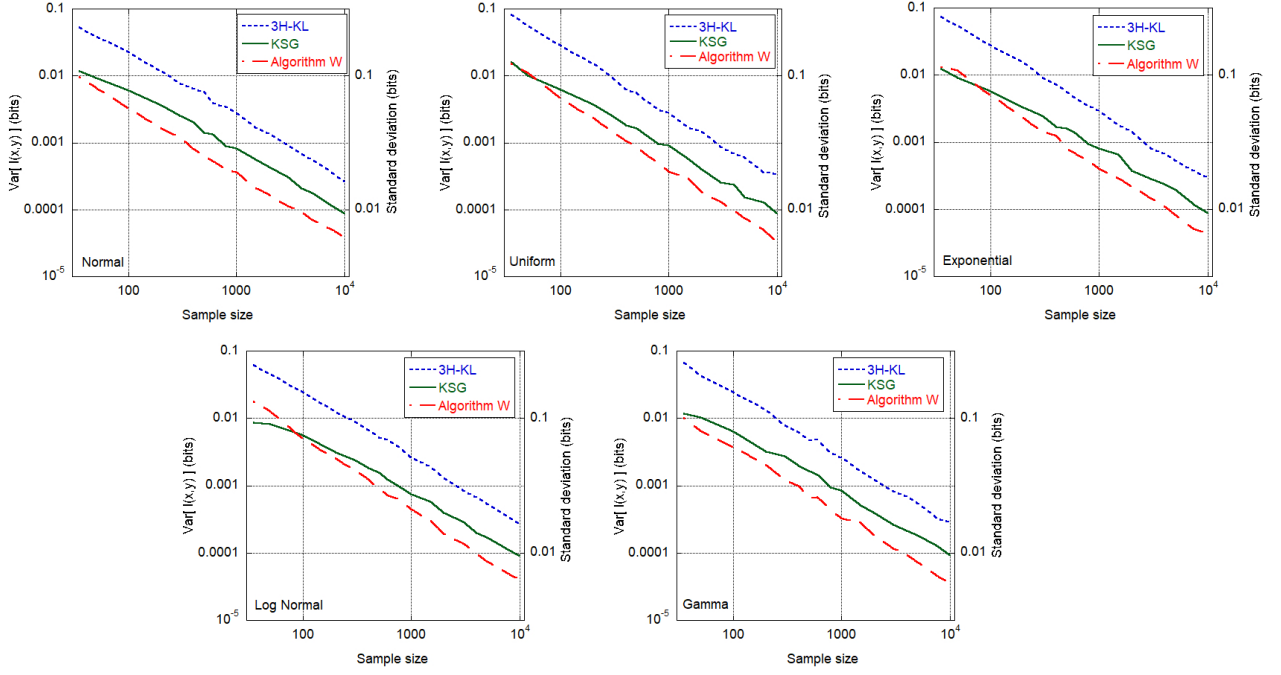 0.1
0.01
0.001
0.0001
10⁻⁵
Var[ I(x,y) ] (bits)
3H-KL
KSG
Algorithm W
0.1
0.01
Standard deviation (bits)
Normal
100
1000
10⁴
Sample size
0.1
0.01
0.001
0.0001
10⁻⁵
Var[ I(x,y) ] (bits)
3H-KL
KSG
Algorithm W
0.1
0.01
Standard deviation (bits)
Uniform
100
1000
10⁴
Sample size
0.1
0.01
0.001
0.0001
10⁻⁵
Var[ I(x,y) ] (bits)
3H-KL
KSG
Algorithm W
0.1
0.01
Standard deviation (bits)
Exponential
100
1000
10⁴
Sample size
0.1
0.01
0.001
0.0001
10⁻⁵
Var[ I(x,y) ] (bits)
3H-KL
KSG
Algorithm W
0.1
0.01
Standard deviation (bits)
Log Normal
100
1000
10⁴
Sample size
0.1
0.01
0.001
0.0001
10⁻⁵
Var[ I(x,y) ] (bits)
3H-KL
KSG
Algorithm W
0.1
0.01
Standard deviation (bits)
Gamma
100
1000
10⁴
Sample size